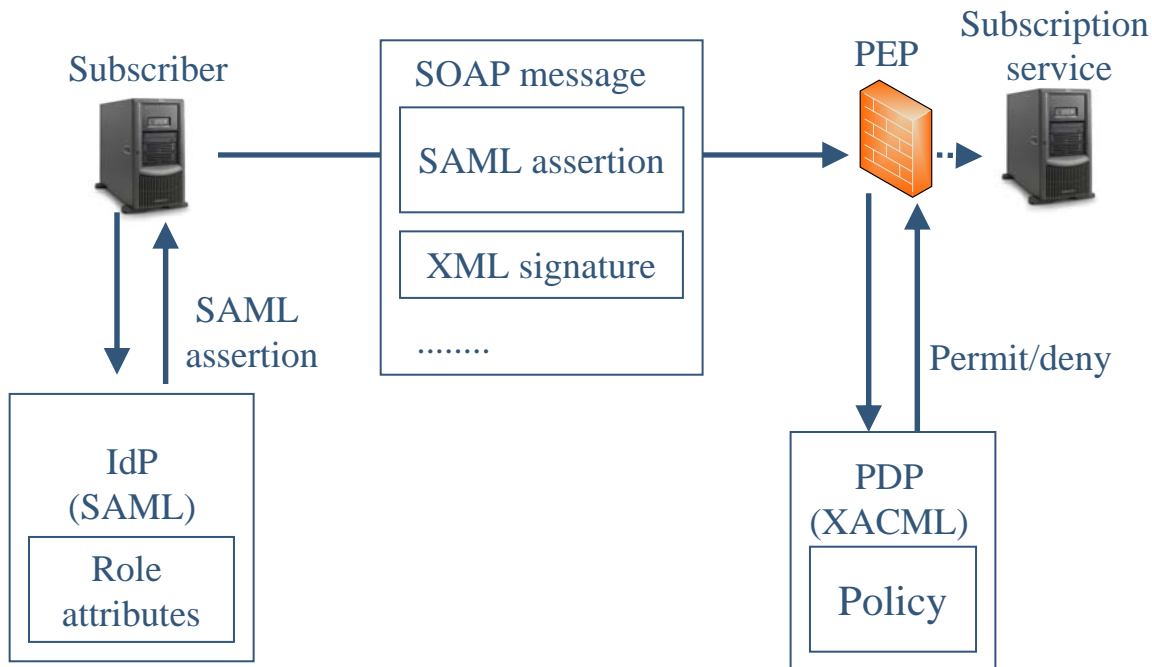 Subscriber
SOAP message
SAML assertion
XML signature
........
PEP
Subscription
service
SAML
assertion
Permit/deny
IdP
(SAML)
Role
attributes
PDP
(XACML)
Policy